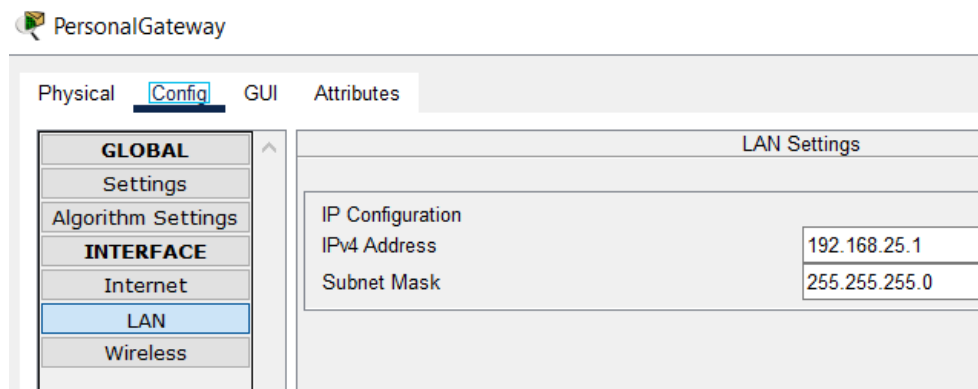 PersonalGateway
Physical Config GUI Attributes
GLOBAL
Settings
Algorithm Settings
INTERFACE
Internet
LAN
Wireless
LAN Settings
IP Configuration
IPv4 Address 192.168.25.1
Subnet Mask 255.255.255.0